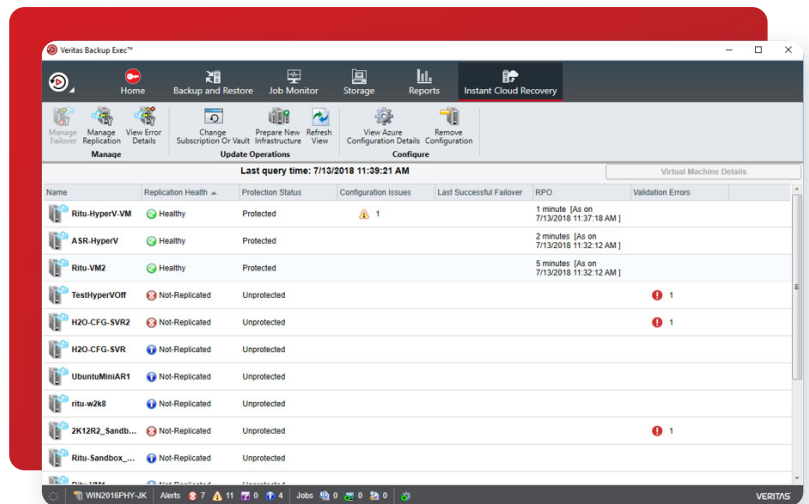 Veritas Backup Exec™
Home Backup and Restore Job Monitor Storage Reports Instant Cloud Recovery
Manage Failover Manage Replication View Error Details Change Subscription Or Vault Prepare New Infrastructure Refresh View View Azure Configuration Details Remove Configuration
Manage Update Operations Configure
Last query time: 7/13/2018 11:39:21 AM Virtual Machine Details
Name Replication Health Protection Status Configuration Issues Last Successful Failover RPO Validation Errors
Ritu-HyperV-VM Healthy Protected 1 1 minute [As on 7/13/2018 11:37:18 AM ]
ASR-HyperV Healthy Protected 2 minutes [As on 7/13/2018 11:32:12 AM ]
Ritu-VM2 Healthy Protected 5 minutes [As on 7/13/2018 11:32:12 AM ]
TestHyperVOff Not-Replicated Unprotected 1
H2O-CFG-SVR2 Not-Replicated Unprotected 1
H2O-CFG-SVR Not-Replicated Unprotected
UbuntuMiniAR1 Not-Replicated Unprotected
ritu-w2k8 Not-Replicated Unprotected
2K12R2_Sandb... Not-Replicated Unprotected 1
Ritu-Sandbox_... Not-Replicated Unprotected
WIN2016PHY-JK Alerts 7 11 0 4 Jobs 0 0 0 VERITAS